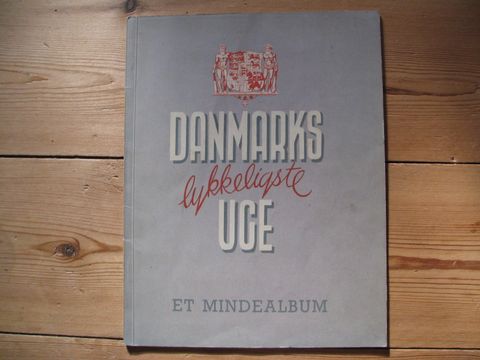 DANMARKS
lykkeligste
UGE
ET MINDEALBUM